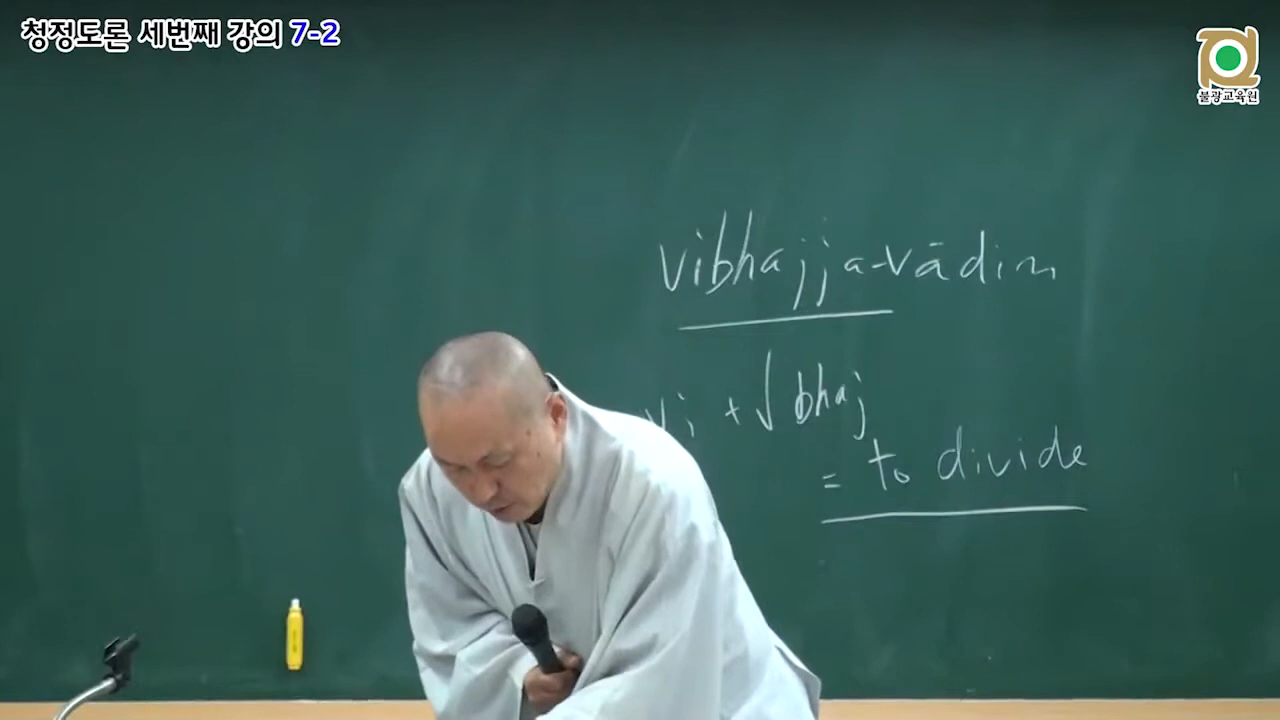 청정도론 세번째 강의 7-2
불광교육원
vibhajja-vādin
vi + √bhaj
= to divide